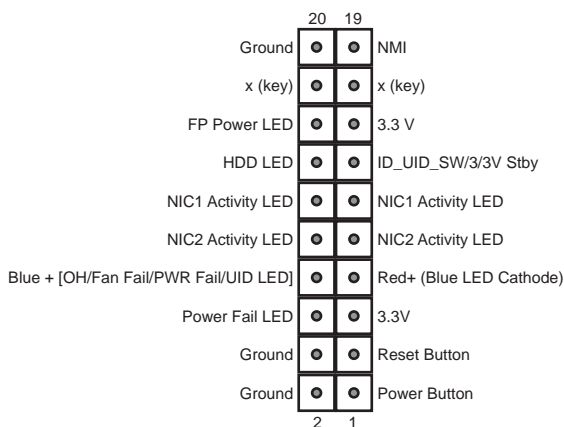 20 19
Ground NMI
x (key) x (key)
FP Power LED 3.3 V
HDD LED ID_UID_SW/3/3V Stby
NIC1 Activity LED NIC1 Activity LED
NIC2 Activity LED NIC2 Activity LED
Blue + [OH/Fan Fail/PWR Fail/UID LED] Red+ (Blue LED Cathode)
Power Fail LED 3.3V
Ground Reset Button
Ground Power Button
2 1